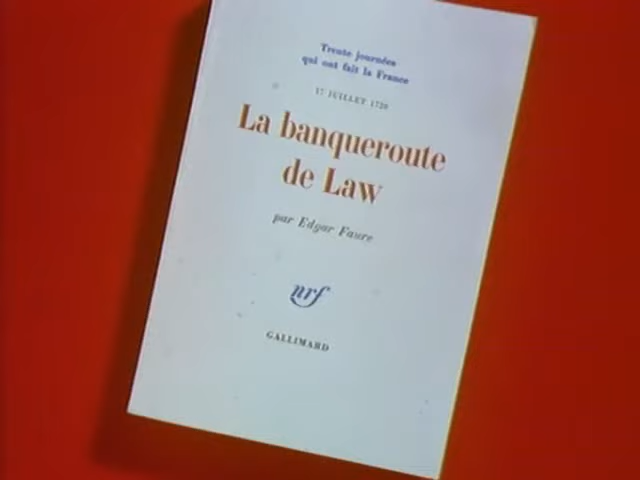 Trente journées
qui ont fait la France
17 JUILLET 1720
La banqueroute
de Law
par Edgar Faure
nrf
GALLIMARD